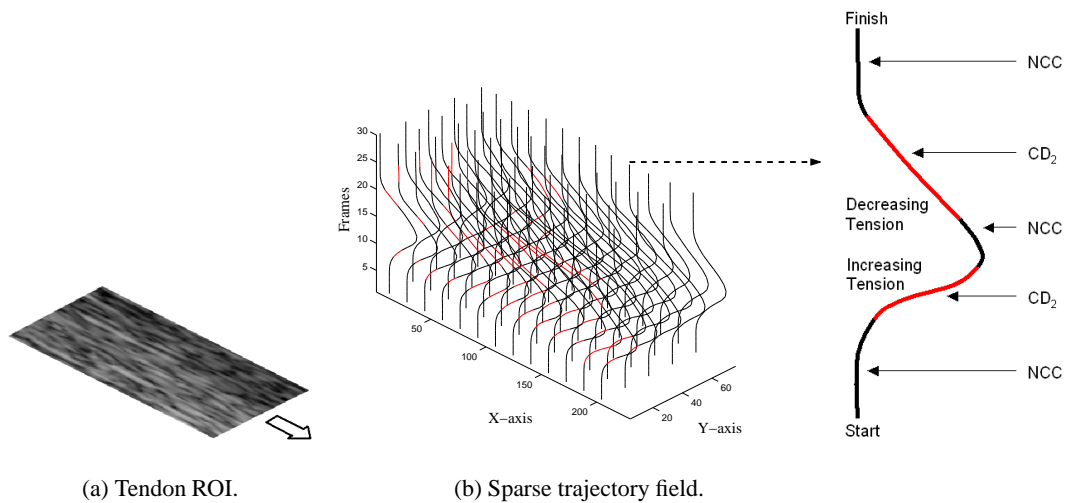 Finish
NCC
CD2
Decreasing
Tension
NCC
Increasing
Tension
CD2
NCC
Start
30
25
20
15
10
5
Frames
50
100
150
200
X-axis
20
40
60
Y-axis
(a) Tendon ROI.
(b) Sparse trajectory field.